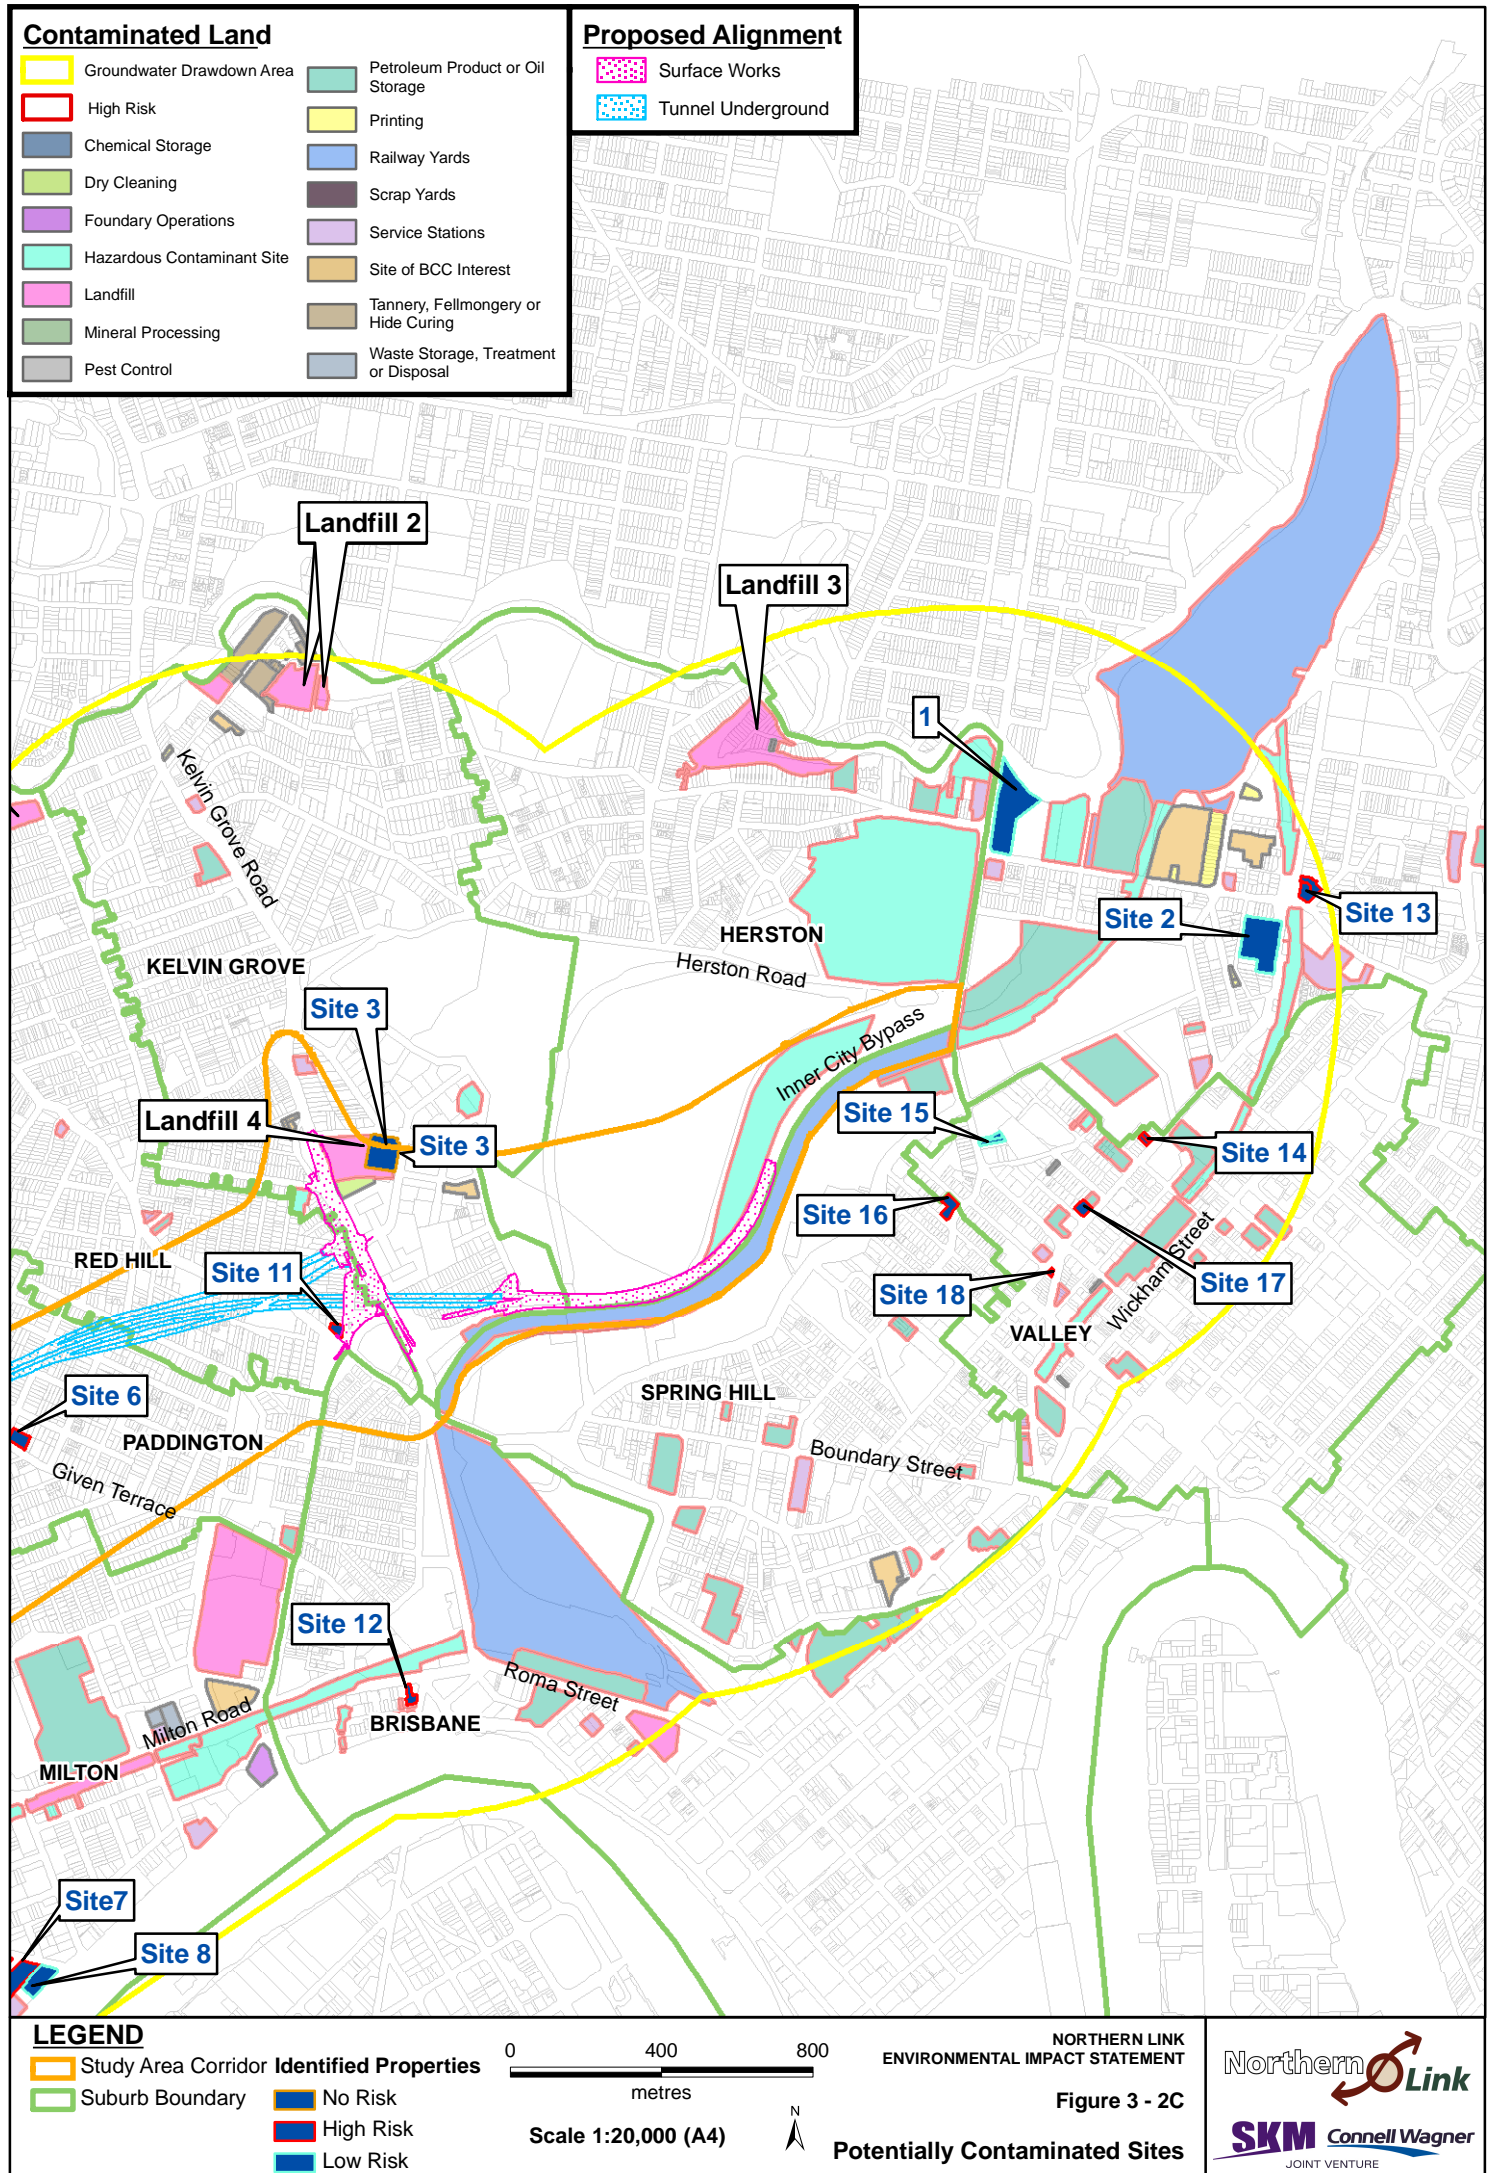 Contaminated Land
Groundwater Drawdown Area
High Risk
Chemical Storage
Dry Cleaning
Foundary Operations
Hazardous Contaminant Site
Landfill
Mineral Processing
Pest Control
Petroleum Product or Oil
Storage
Printing
Railway Yards
Scrap Yards
Service Stations
Site of BCC Interest
Tannery, Fellmongery or
Hide Curing
Waste Storage, Treatment
or Disposal
Proposed Alignment
Surface Works
Tunnel Underground
Landfill 2
Landfill 3
1
Kelvin Grove Road
Site 2
Site 13
HERSTON
Herston Road
KELVIN GROVE
Site 3
Inner City Bypass
Landfill 4
Site 3
Site 15
Site 14
Site 16
RED HILL
Site 11
Site 17
Site 18
Wickham Street
VALLEY
Site 6
SPRING HILL
PADDINGTON
Boundary Street
Given Terrace
Site 12
Roma Street
Milton Road
BRISBANE
MILTON
Site7
Site 8
LEGEND
Study Area Corridor
Suburb Boundary
Identified Properties
No Risk
High Risk
Low Risk
0 400 800
metres
Scale 1:20,000 (A4)
N
NORTHERN LINK
ENVIRONMENTAL IMPACT STATEMENT
Figure 3 - 2C
Potentially Contaminated Sites
Northern
Link
SKM Connell Wagner
JOINT VENTURE